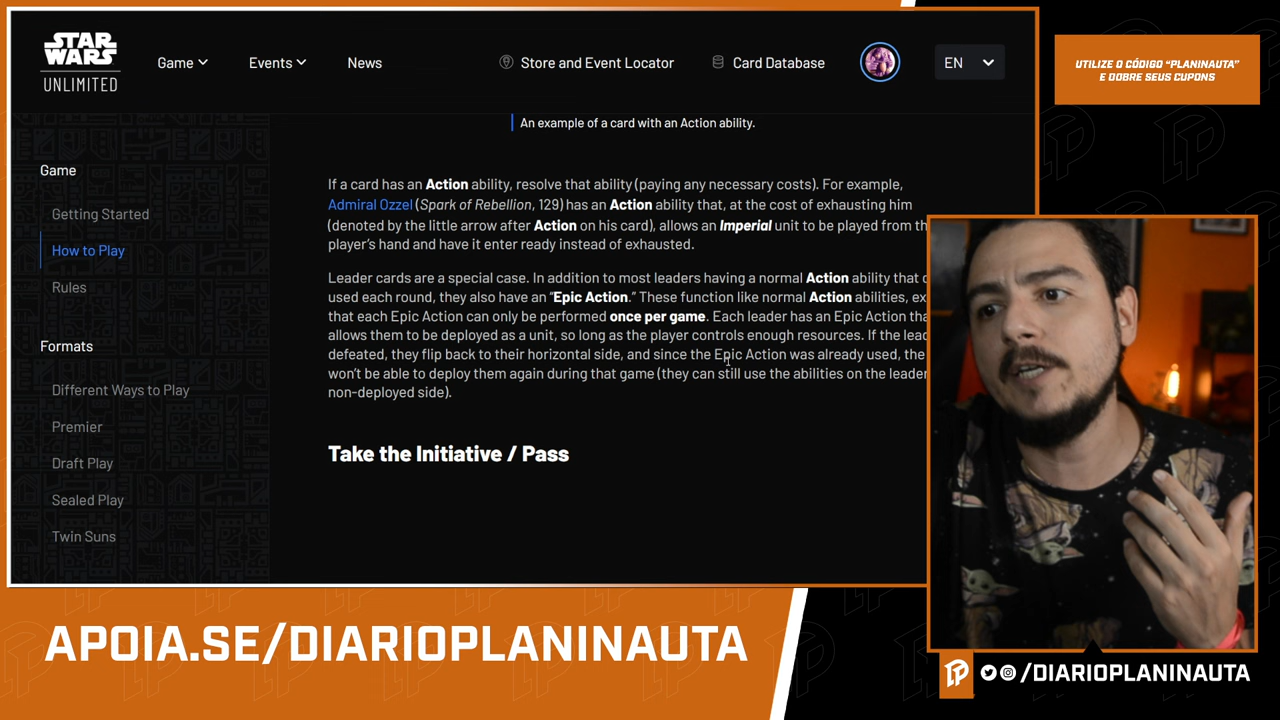 STAR
WARS
UNLIMITED
Game
Events
News
Store and Event Locator
Card Database
EN
UTILIZE O CÓDIGO “PLANINAUTA”
E DOBRE SEUS CUPONS
Game
Getting Started
How to Play
Rules
Formats
Different Ways to Play
Premier
Draft Play
Sealed Play
Twin Suns
An example of a card with an Action ability.
If a card has an Action ability, resolve that ability (paying any necessary costs). For example,
Admiral Ozzel (Spark of Rebellion, 129) has an Action ability that, at the cost of exhausting him
(denoted by the little arrow after Action on his card), allows an Imperial unit to be played from th
player's hand and have it enter ready instead of exhausted.
Leader cards are a special case. In addition to most leaders having a normal Action ability that
used each round, they also have an “Epic Action.” These function like normal Action abilities, ex
that each Epic Action can only be performed once per game. Each leader has an Epic Action tha
allows them to be deployed as a unit, so long as the player controls enough resources. If the lead
defeated, they flip back to their horizontal side, and since the Epic Action was already used, the
won't be able to deploy them again during that game (they can still use the abilities on the leader
non-deployed side).
Take the Initiative / Pass
APOIA.SE/DIARIOPLANINAUTA
/DIARIOPLANINAUTA